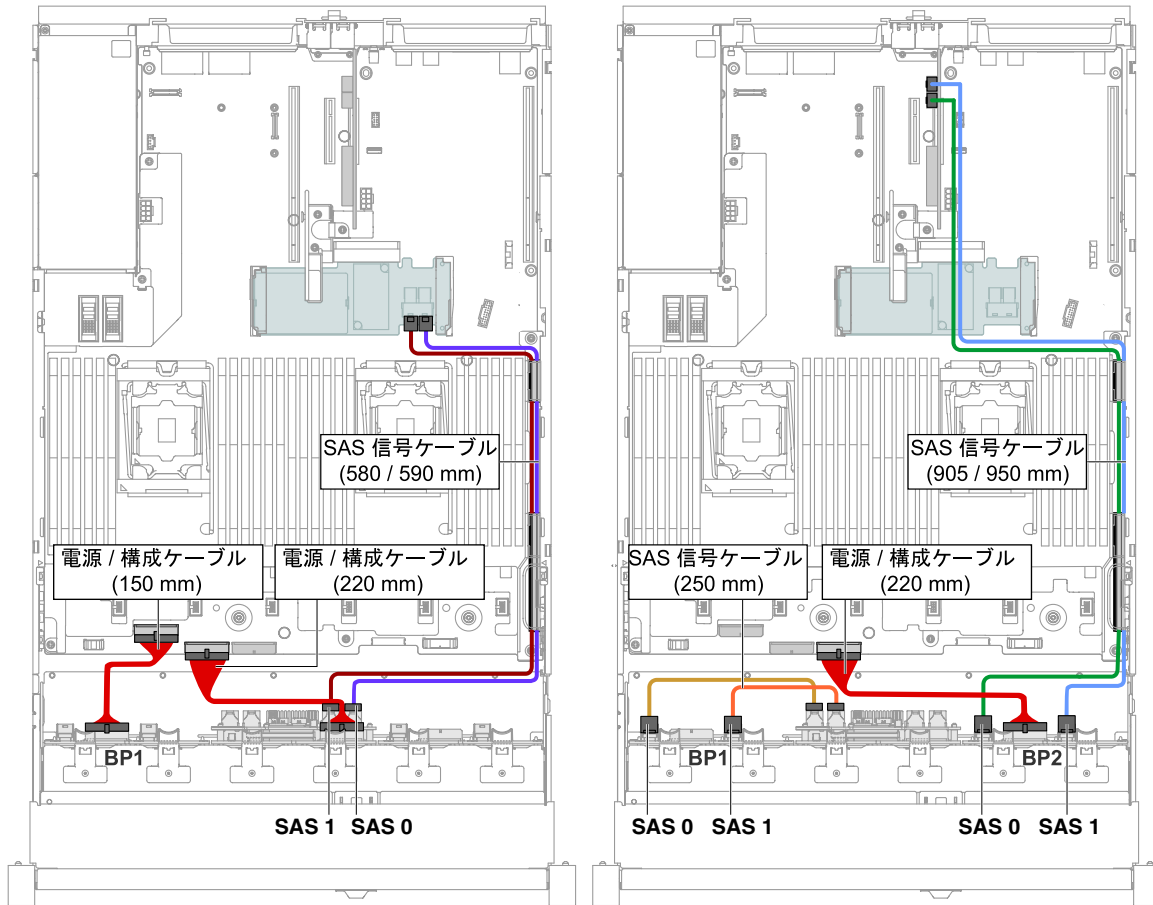 SAS 信号ケーブル
(580 / 590 mm)
電源 / 構成ケーブル
(150 mm)
電源 / 構成ケーブル
(220 mm)
BP1
SAS 1
SAS 0
SAS 信号ケーブル
(905 / 950 mm)
SAS 信号ケーブル
(250 mm)
電源 / 構成ケーブル
(220 mm)
BP1
BP2
SAS 0
SAS 1
SAS 0
SAS 1